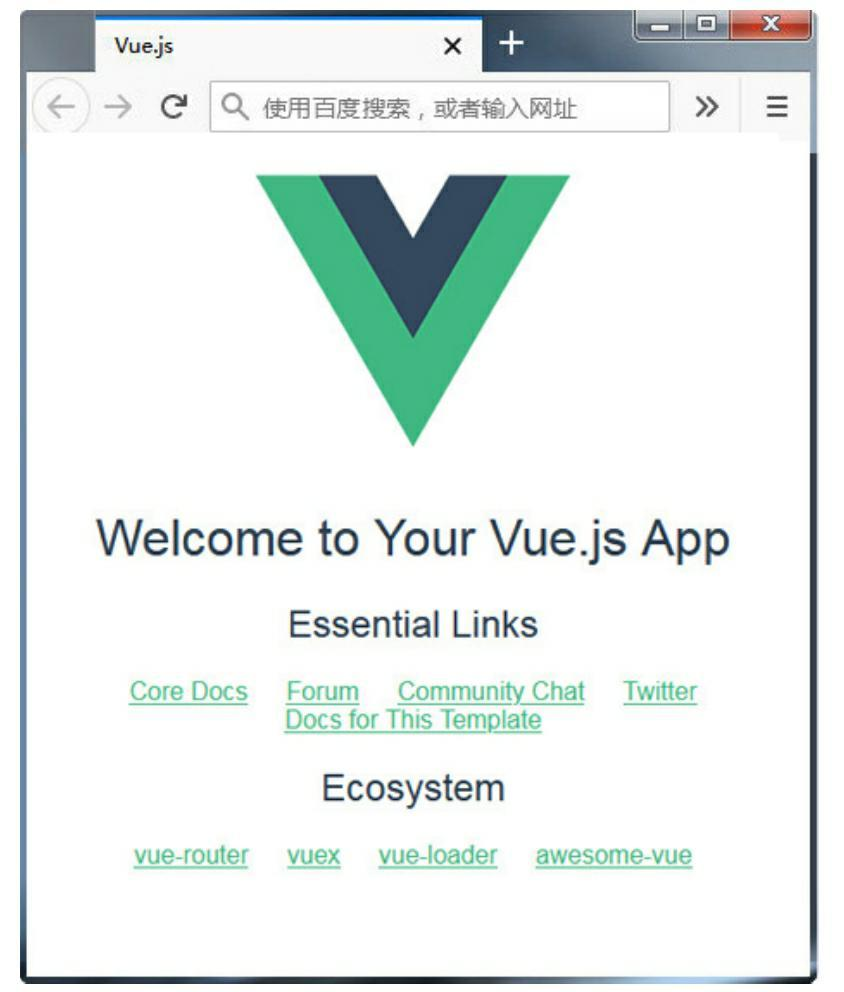 Vue.js
使用百度搜索，或者输入网址
Welcome to Your Vue.js App
Essential Links
Core Docs Forum Community Chat Twitter
Docs for This Template
Ecosystem
vue-router vuex vue-loader awesome-vue